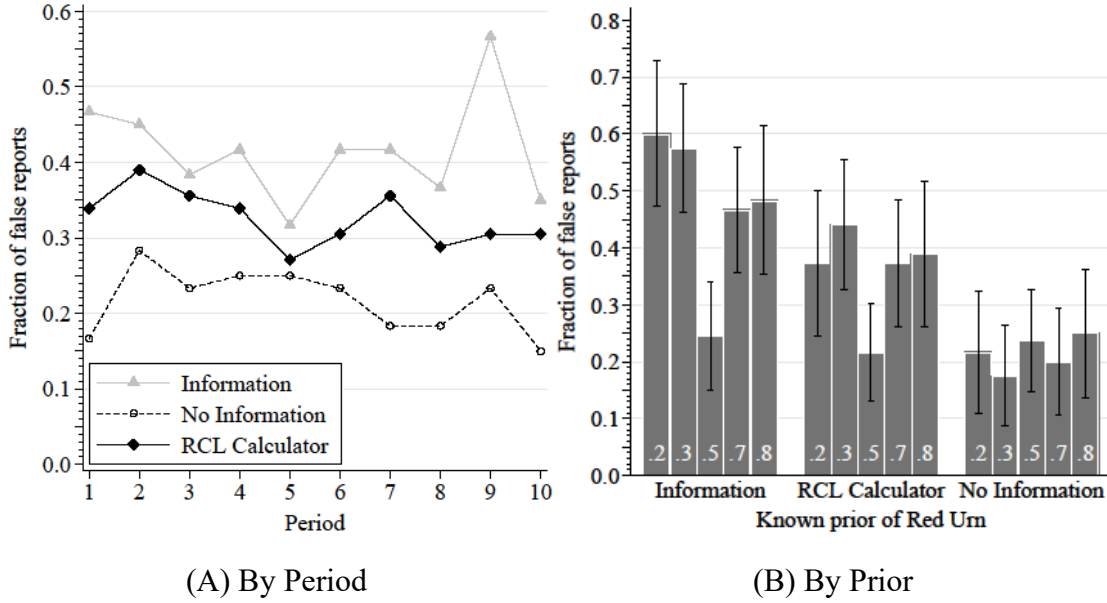 0.6
0.5
0.4
0.3
0.2
0.1
0.0
Fraction of false reports
Information
No Information
RCL Calculator
1 2 3 4 5 6 7 8 9 10
Period
(A) By Period
0.8
0.7
0.6
0.5
0.4
0.3
0.2
0.1
0.0
Fraction of false reports
.2 .3 .5 .7 .8 .2 .3 .5 .7 .8 .2 .3 .5 .7 .8
Information RCL Calculator No Information
Known prior of Red Urn
(B) By Prior